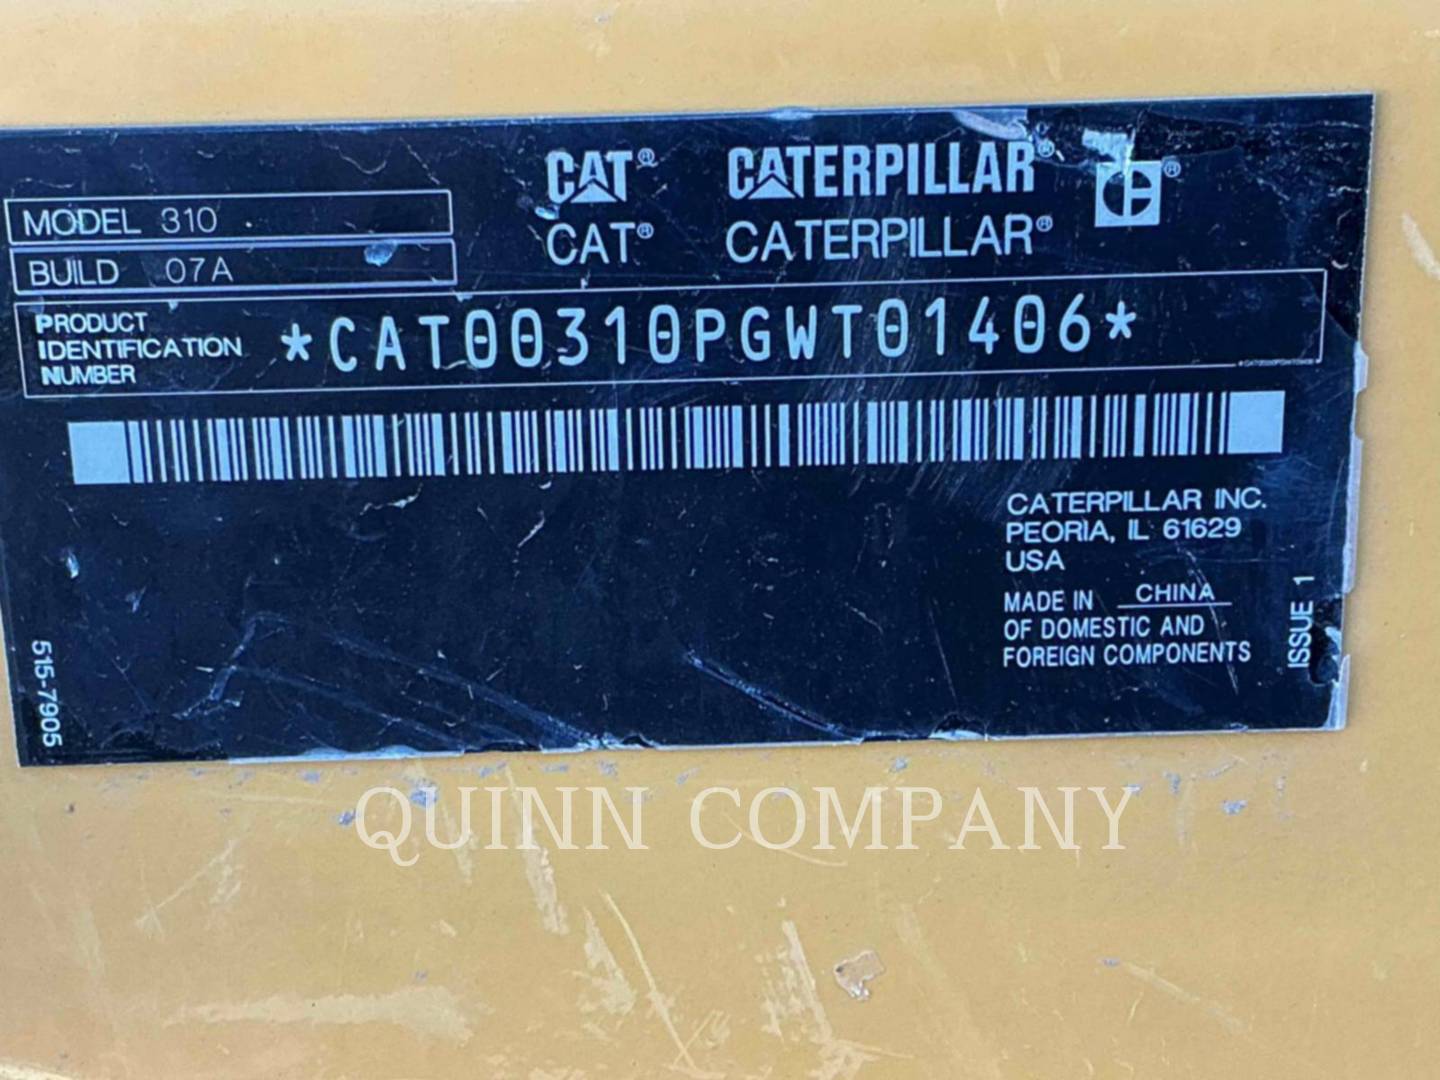 CAT® CATERPILLAR® ®
CAT® CATERPILLAR®
MODEL 310
BUILD 07A
PRODUCT
IDENTIFICATION
NUMBER
*CAT00310PGWT01406*
CATERPILLAR INC.
PEORIA, IL 61629
USA
MADE IN CHINA
OF DOMESTIC AND
FOREIGN COMPONENTS
ISSUE 1
515-7905
QUINN COMPANY